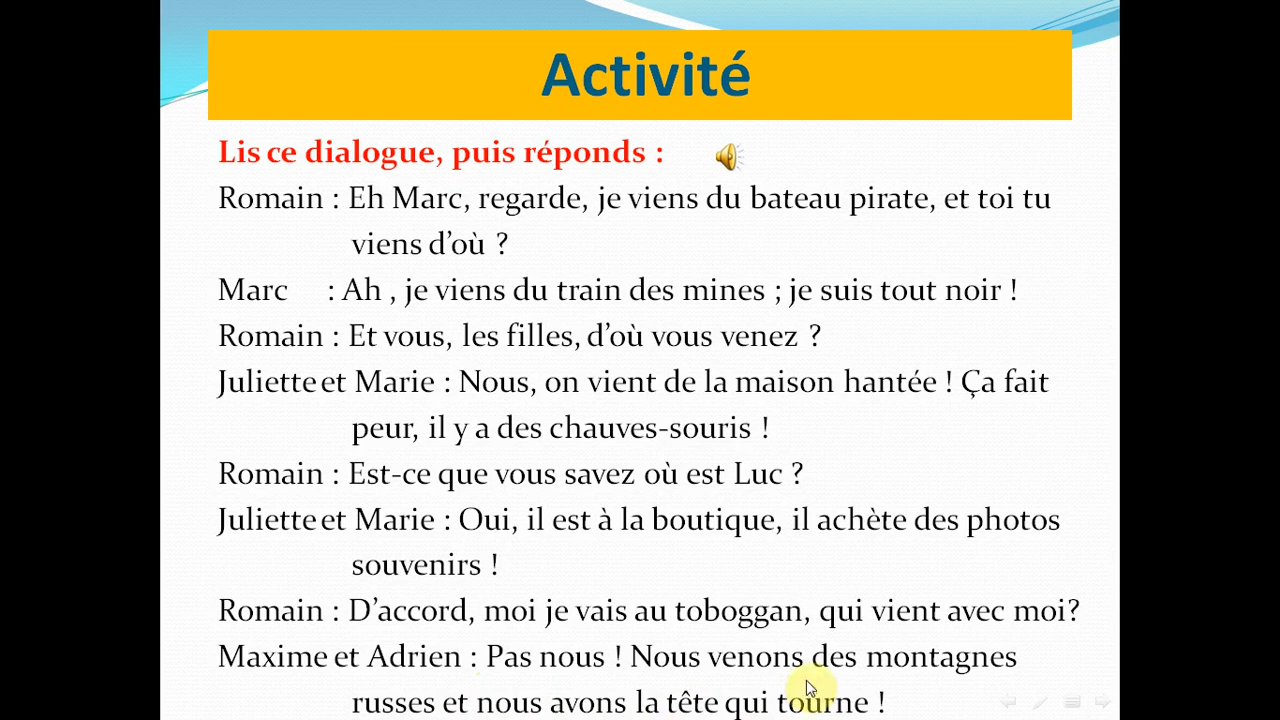 Activité
Lis ce dialogue, puis réponds :
Romain : Eh Marc, regarde, je viens du bateau pirate, et toi tu
viens d’où ?
Marc : Ah , je viens du train des mines ; je suis tout noir !
Romain : Et vous, les filles, d’où vous venez ?
Juliette et Marie : Nous, on vient de la maison hantée ! Ça fait
peur, il y a des chauves-souris !
Romain : Est-ce que vous savez où est Luc ?
Juliette et Marie : Oui, il est à la boutique, il achète des photos
souvenirs !
Romain : D’accord, moi je vais au toboggan, qui vient avec moi?
Maxime et Adrien : Pas nous ! Nous venons des montagnes
russes et nous avons la tête qui tourne !